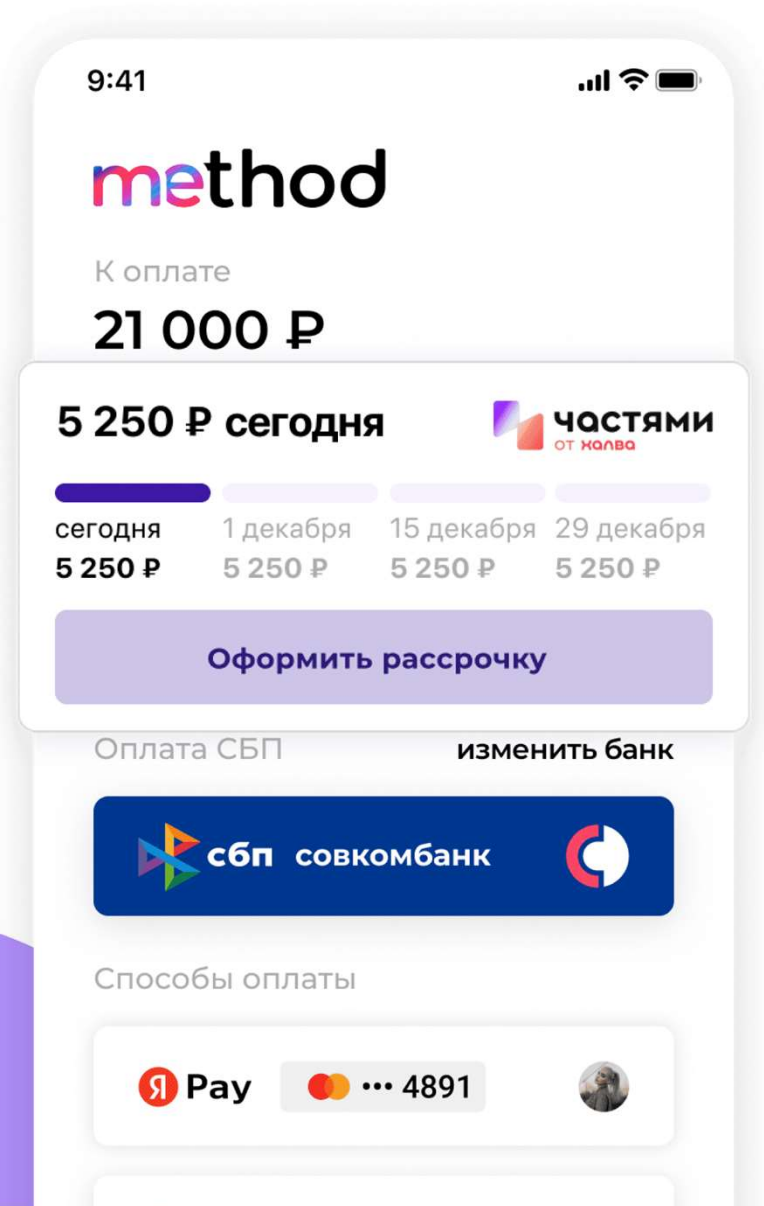 9:41
method
К оплате
21 000 ₽
5 250 ₽ сегодня
частями
от халва
сегодня 1 декабря 15 декабря 29 декабря
5 250 ₽ 5 250 ₽ 5 250 ₽ 5 250 ₽
Оформить рассрочку
Оплата СБП изменить банк
сбп совкомбанк
Способы оплаты
Я Pay ••• 4891